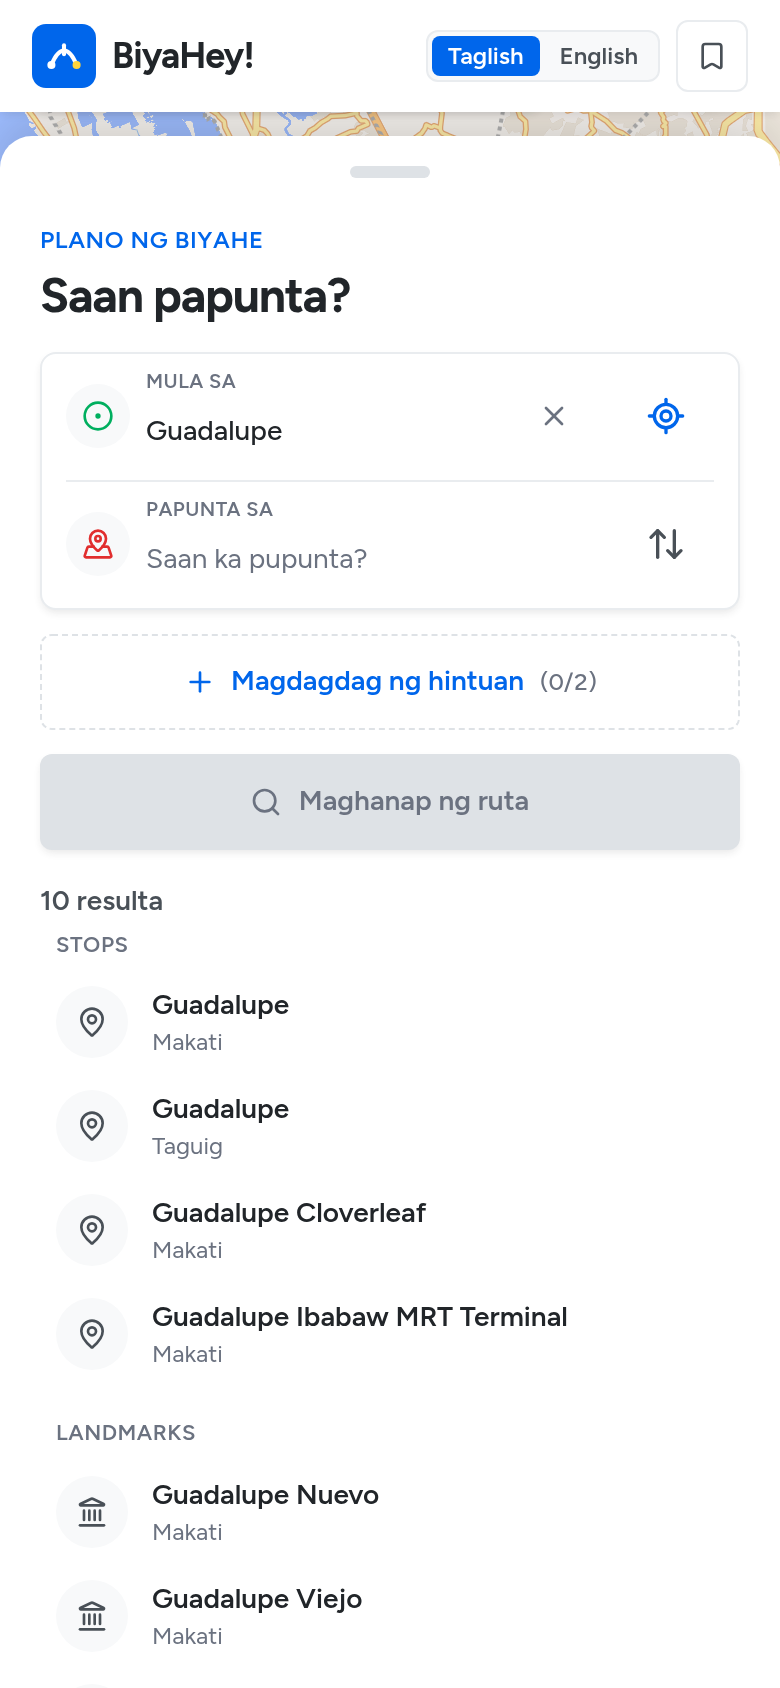 BiyaHey!
Taglish English
PLANO NG BIYAHE
Saan papunta?
MULA SA
Guadalupe
PAPUNTA SA
Saan ka pupunta?
Magdagdag ng hintuan (0/2)
Maghanap ng ruta
10 resulta
STOPS
Guadalupe
Makati
Guadalupe
Taguig
Guadalupe Cloverleaf
Makati
Guadalupe Ibabaw MRT Terminal
Makati
LANDMARKS
Guadalupe Nuevo
Makati
Guadalupe Viejo
Makati